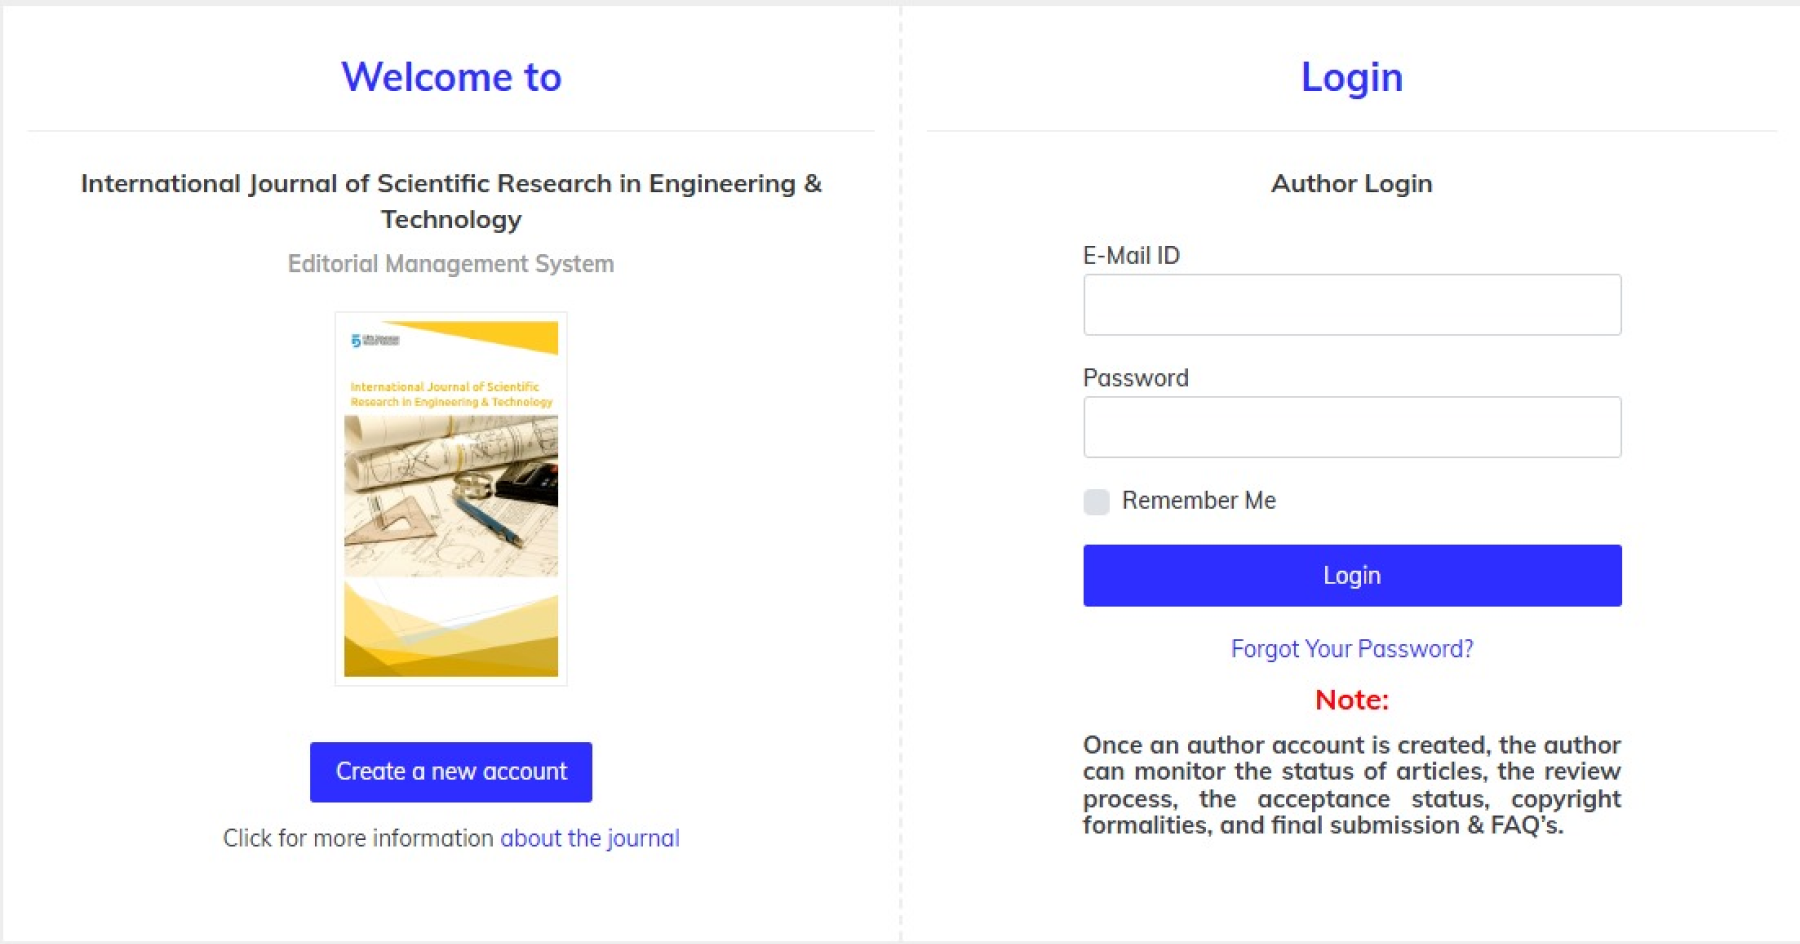 Welcome to
International Journal of Scientific Research in Engineering &
Technology
Editorial Management System
5
International Journal of Scientific
Research in Engineering & Technology
Create a new account
Click for more information about the journal
Login
Author Login
E-Mail ID
Password
Remember Me
Login
Forgot Your Password?
Note:
Once an author account is created, the author
can monitor the status of articles, the review
process, the acceptance status, copyright
formalities, and final submission & FAQ’s.